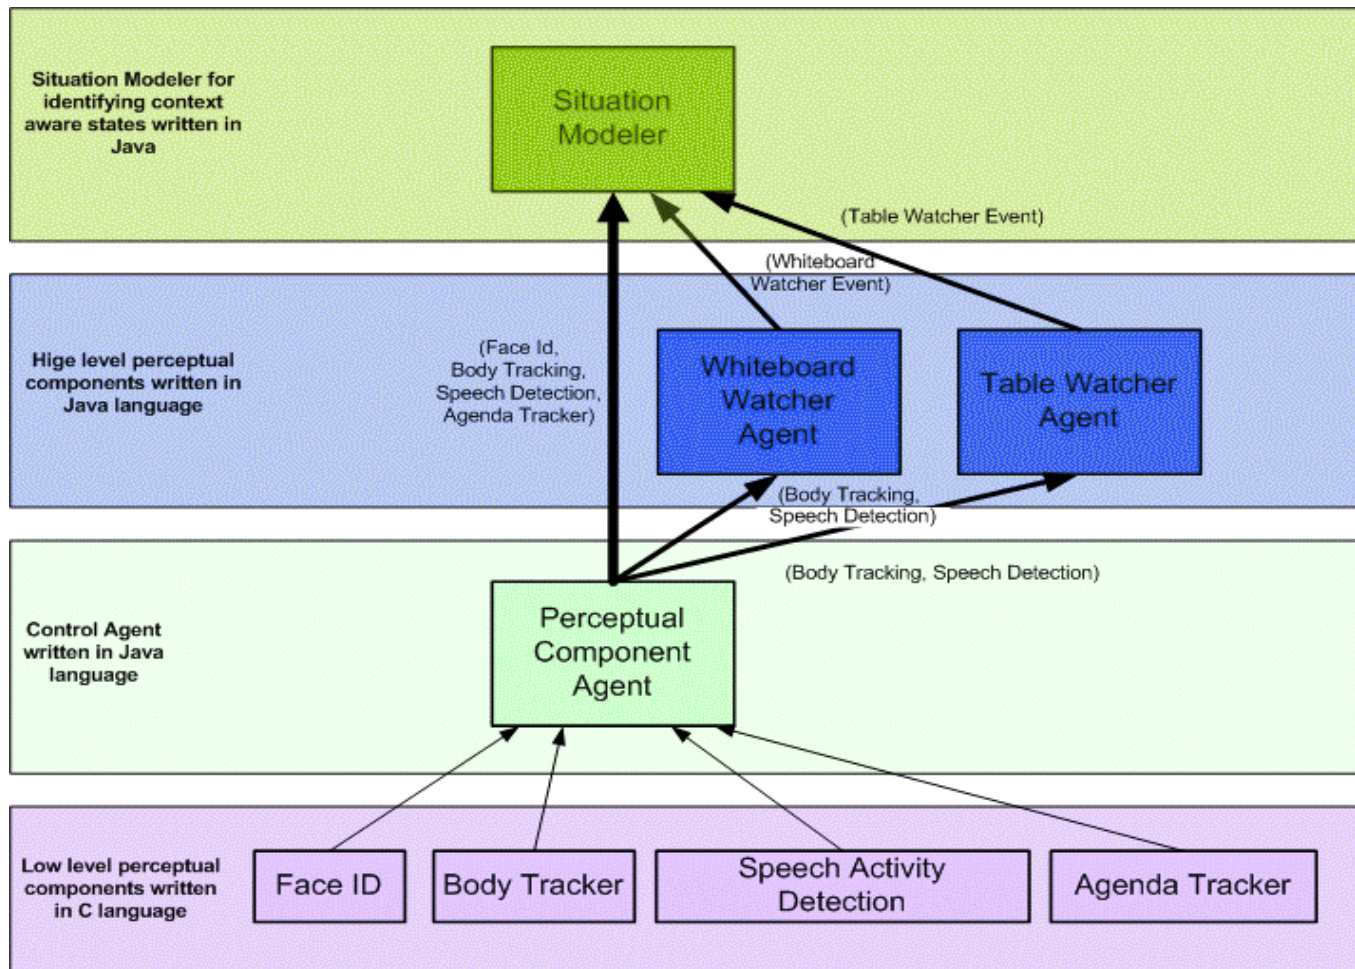 Situation Modeler for
identifying context
aware states written in
Java
Situation
Modeler
(Table Watcher Event)
(Whiteboard
Watcher Event)
Hige level perceptual
components written in
Java language
(Face Id,
Body Tracking,
Speech Detection,
Agenda Tracker)
Whiteboard
Watcher
Agent
Table Watcher
Agent
(Body Tracking,
Speech Detection)
(Body Tracking, Speech Detection)
Control Agent
written in Java
language
Perceptual
Component
Agent
Low level perceptual
components written
in C language
Face ID
Body Tracker
Speech Activity
Detection
Agenda Tracker